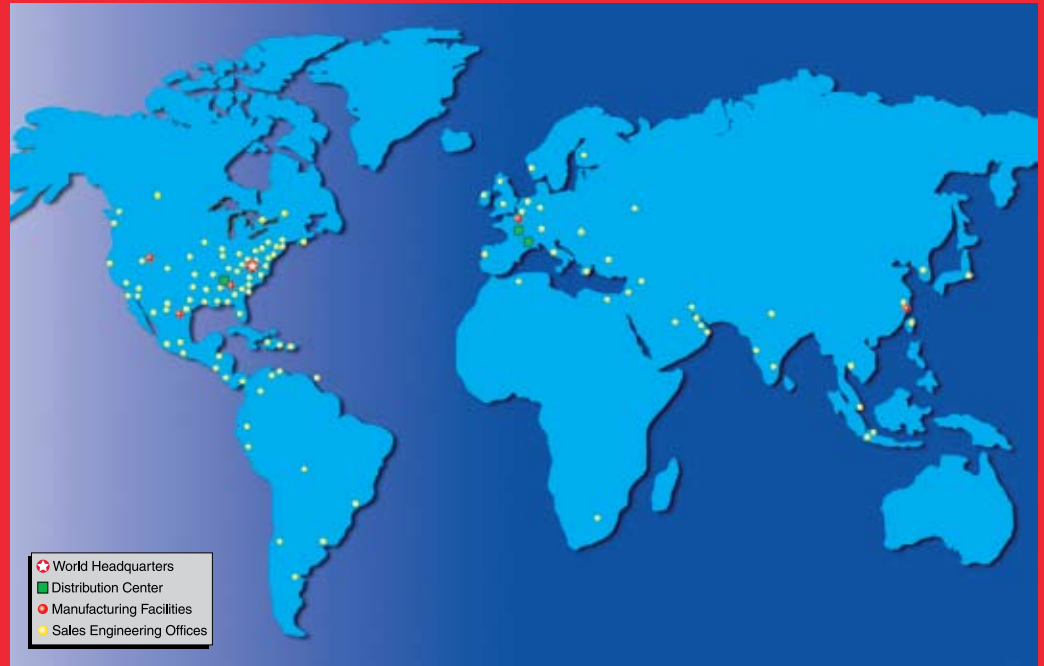 World Headquarters
Distribution Center
Manufacturing Facilities
Sales Engineering Offices